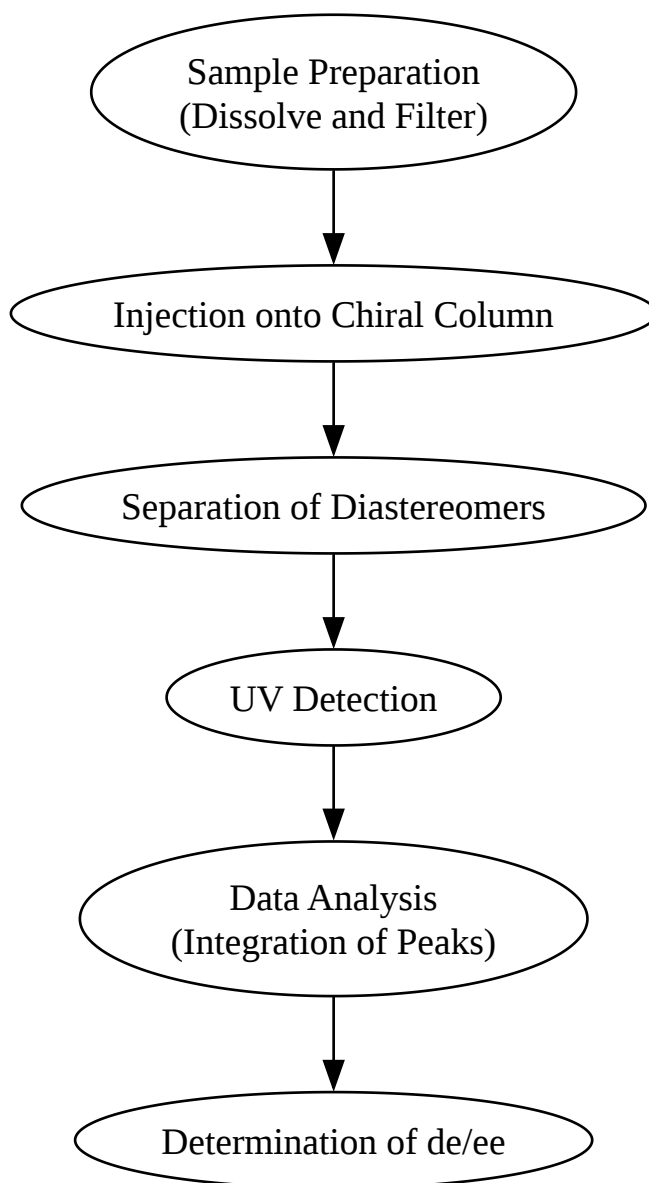 Sample Preparation
(Dissolve and Filter)
Injection onto Chiral Column
Separation of Diastereomers
UV Detection
Data Analysis
(Integration of Peaks)
Determination of de/ee